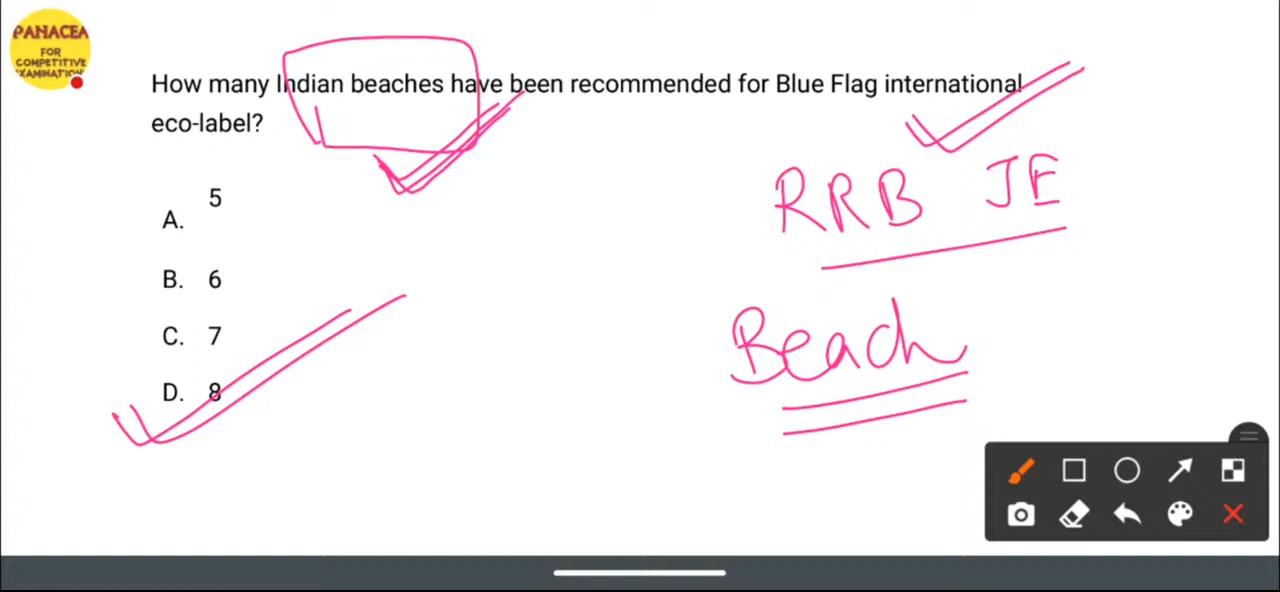 PANACEA
FOR
COMPETITIVE
EXAMINATION
How many Indian beaches have been recommended for Blue Flag international
eco-label?
RRB JE
A. 5
B. 6
Beach
C. 7
D. 8